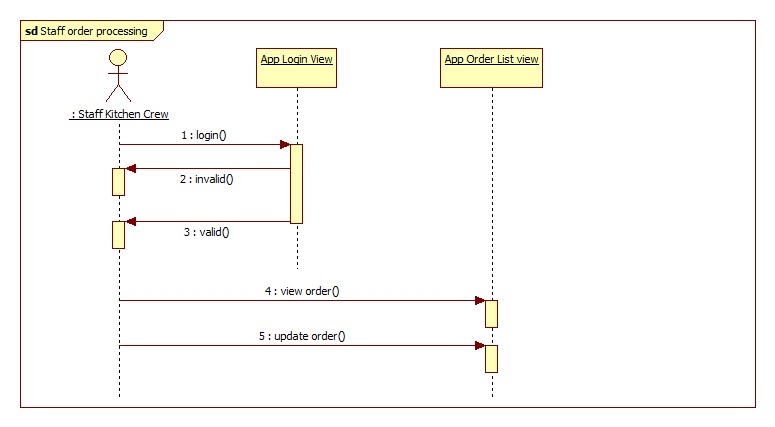 sd Staff order processing
App Login View
App Order List view
: Staff Kitchen Crew
1 : login()
2 : invalid()
3 : valid()
4 : view order()
5 : update order()